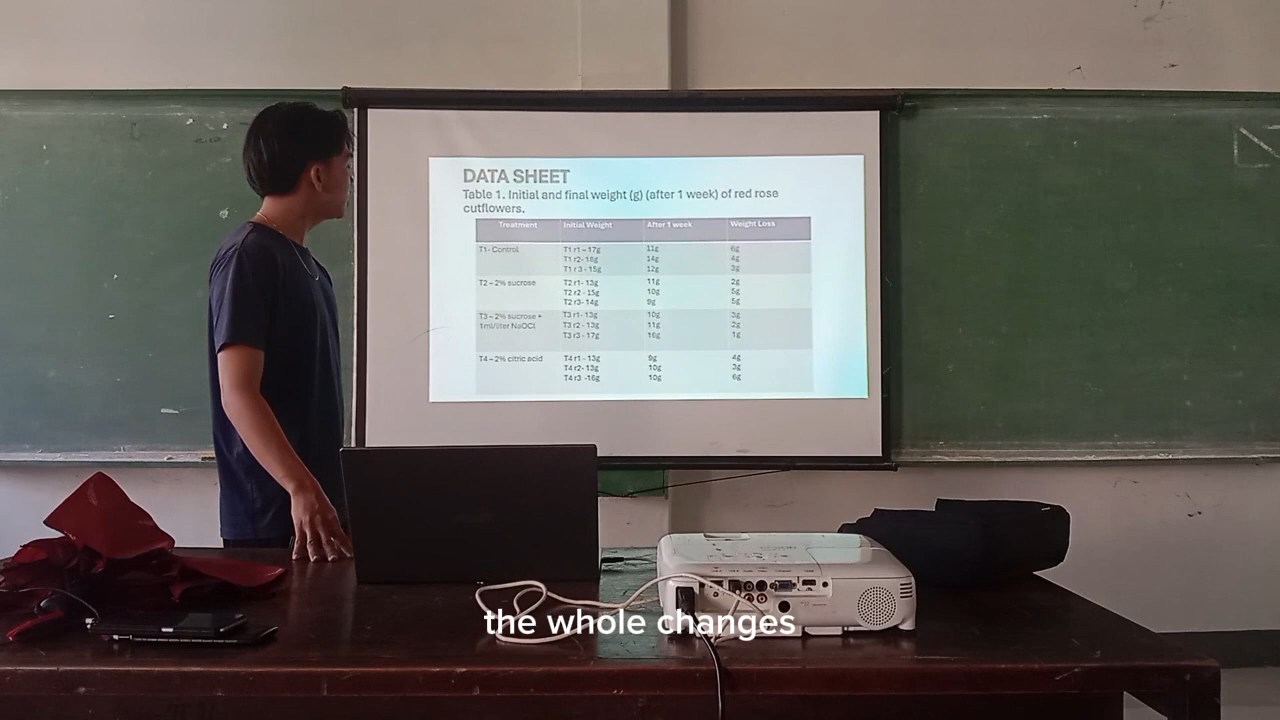 DATA SHEET
Table 1. Initial and final weight (g) (after 1 week) of red rose
cutflowers.
Treatment Initial Weight After 1 week Weight Loss
T1- Control T1 r1 – 17g 11g 6g
T1 r2- 18g 14g 4g
T1 r 3 - 15g 12g 3g
T2 – 2% sucrose T2 r1- 13g 11g 2g
T2 r2 - 15g 10g 5g
T2 r3- 14g 9g 5g
T3 – 2% sucrose + T3 r1- 13g 10g 3g
1ml/liter NaOCl T3 r2 - 13g 11g 2g
T3 r3 - 17g 16g 1g
T4 – 2% citric acid T4 r1 - 13g 9g 4g
T4 r2- 13g 10g 3g
T4 r3 -16g 10g 6g
the whole changes